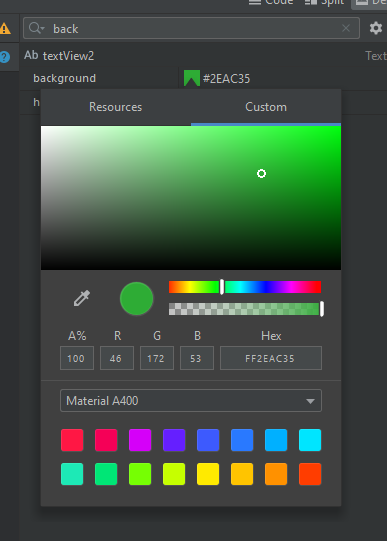 Code Split
back
Ab textView2 Text
background #2EAC35
h
Resources Custom
A% R G B Hex
100 46 172 53 FF2EAC35
Material A400